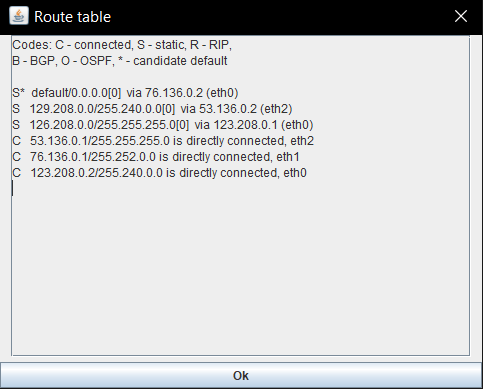 Route table
Codes: C - connected, S - static, R - RIP,
B - BGP, O - OSPF, * - candidate default
S* default/0.0.0.0[0] via 76.136.0.2 (eth0)
S 129.208.0.0/255.240.0.0[0] via 53.136.0.2 (eth2)
S 126.208.0.0/255.255.255.0[0] via 123.208.0.1 (eth0)
C 53.136.0.1/255.255.255.0 is directly connected, eth2
C 76.136.0.1/255.252.0.0 is directly connected, eth1
C 123.208.0.2/255.240.0.0 is directly connected, eth0
Ok